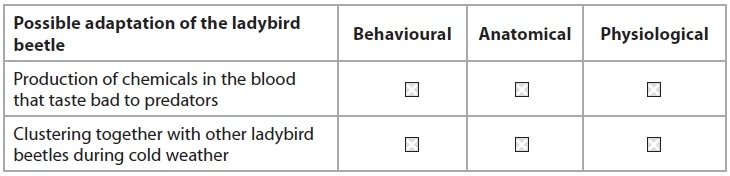 Possible adaptation of the ladybird
beetle
Behavioural
Anatomical
Physiological
Production of chemicals in the blood
that taste bad to predators
Clustering together with other ladybird
beetles during cold weather